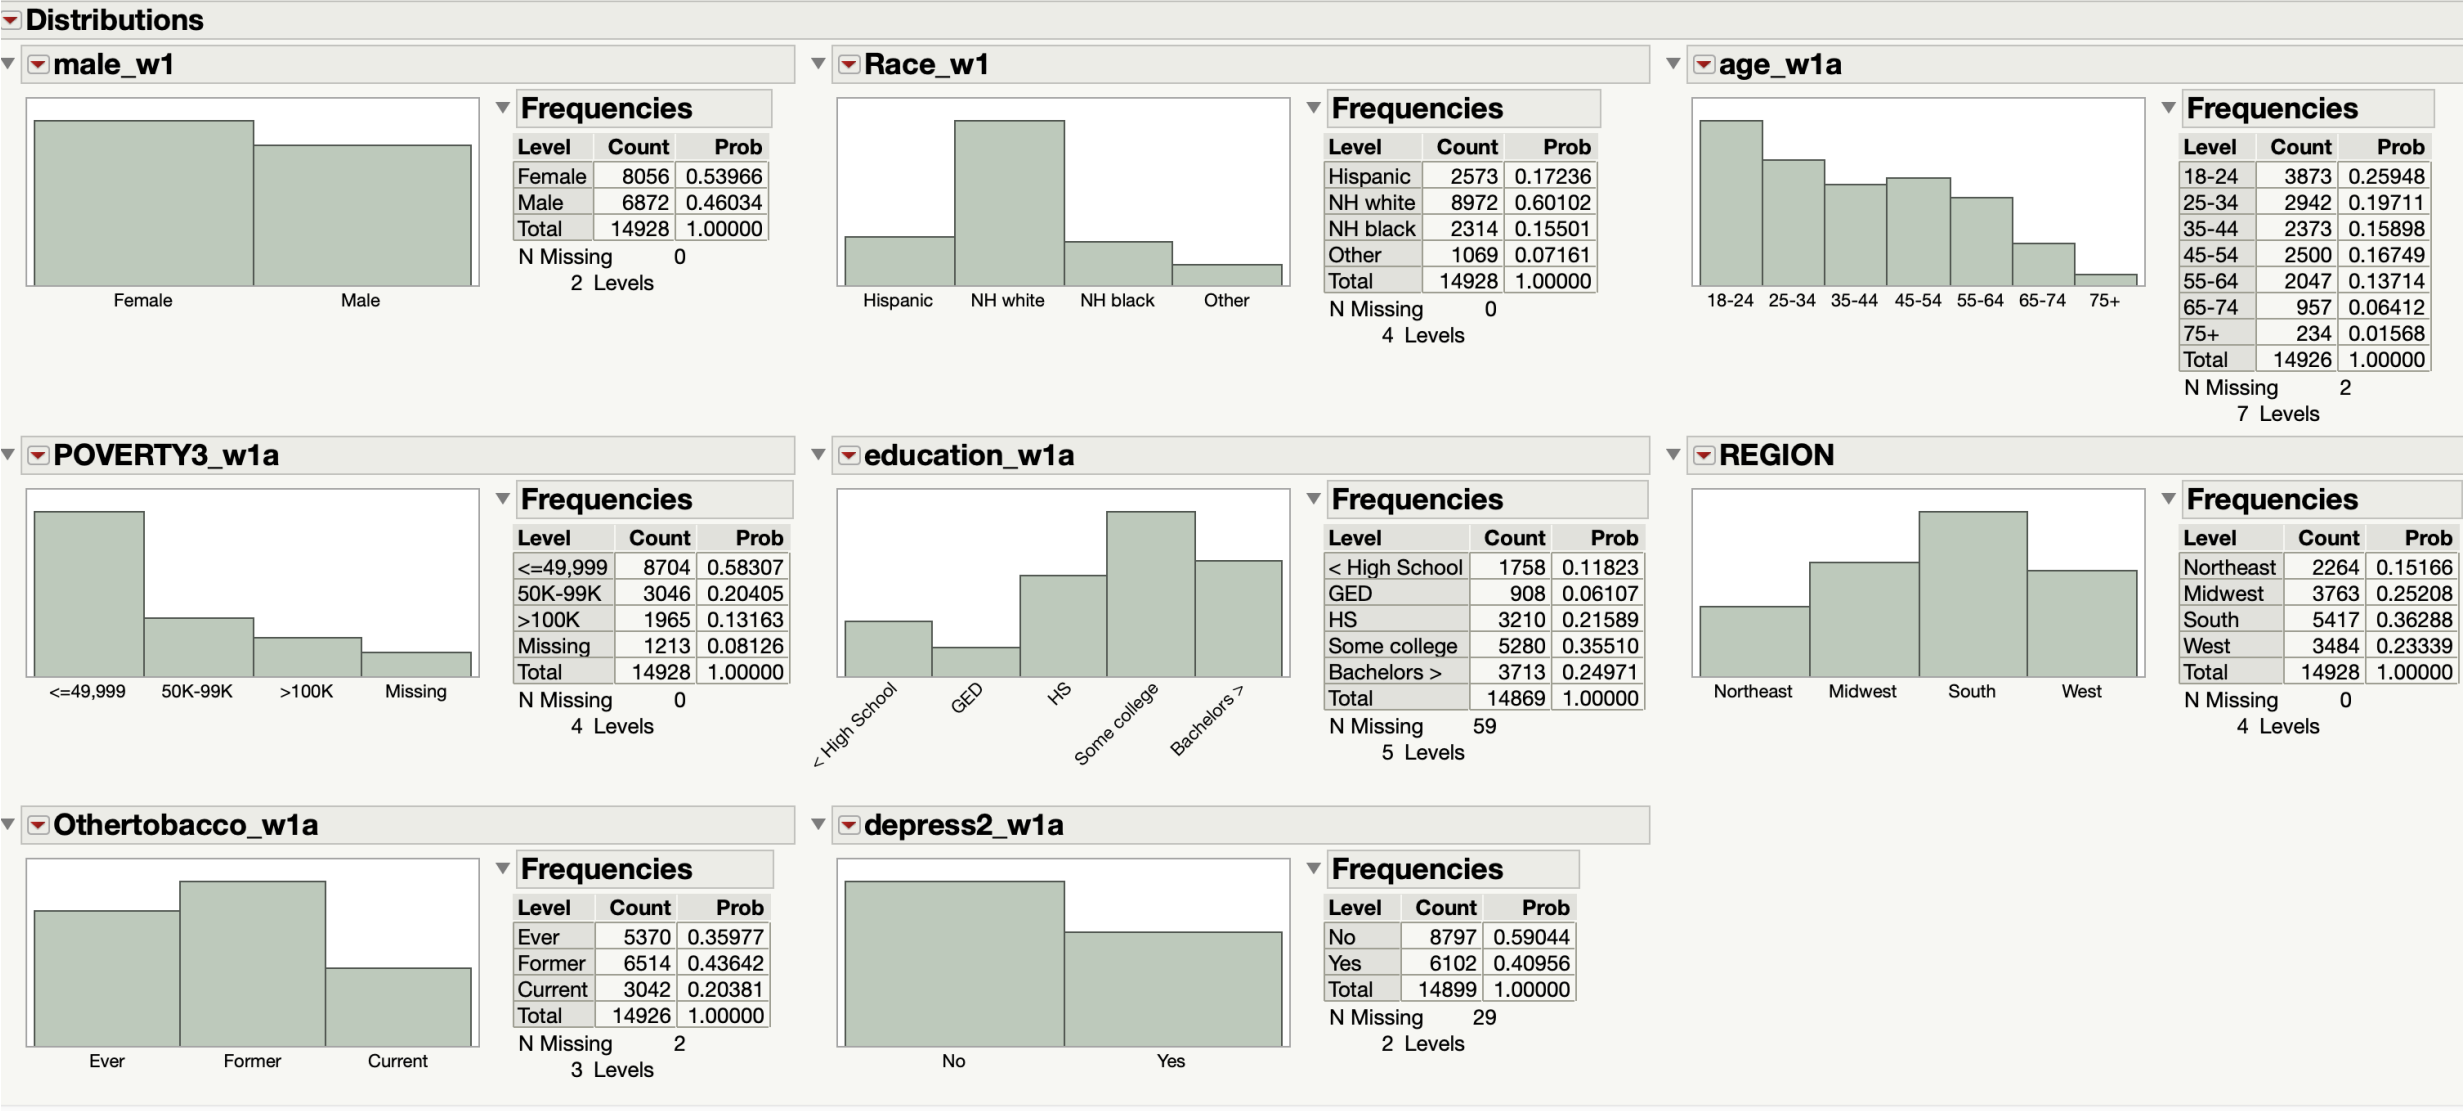 Distributions
male_w1
Frequencies
Level Count Prob
Female 8056 0.53966
Male 6872 0.46034
Total 14928 1.00000
N Missing 0
2 Levels
Female Male
Race_w1
Frequencies
Level Count Prob
Hispanic 2573 0.17236
NH white 8972 0.60102
NH black 2314 0.15501
Other 1069 0.07161
Total 14928 1.00000
N Missing 0
4 Levels
Hispanic NH white NH black Other
age_w1a
Frequencies
Level Count Prob
18-24 3873 0.25948
25-34 2942 0.19711
35-44 2373 0.15898
45-54 2500 0.16749
55-64 2047 0.13714
65-74 957 0.06412
75+ 234 0.01568
Total 14926 1.00000
N Missing 2
7 Levels
18-24 25-34 35-44 45-54 55-64 65-74 75+
POVERTY3_w1a
Frequencies
Level Count Prob
<=49,999 8704 0.58307
50K-99K 3046 0.20405
>100K 1965 0.13163
Missing 1213 0.08126
Total 14928 1.00000
N Missing 0
4 Levels
<=49,999 50K-99K >100K Missing
education_w1a
Frequencies
Level Count Prob
< High School 1758 0.11823
GED 908 0.06107
HS 3210 0.21589
Some college 5280 0.35510
Bachelors > 3713 0.24971
Total 14869 1.00000
N Missing 59
5 Levels
< High School GED HS Some college Bachelors >
REGION
Frequencies
Level Count Prob
Northeast 2264 0.15166
Midwest 3763 0.25208
South 5417 0.36288
West 3484 0.23339
Total 14928 1.00000
N Missing 0
4 Levels
Northeast Midwest South West
Othertobacco_w1a
Frequencies
Level Count Prob
Ever 5370 0.35977
Former 6514 0.43642
Current 3042 0.20381
Total 14926 1.00000
N Missing 2
3 Levels
Ever Former Current
depress2_w1a
Frequencies
Level Count Prob
No 8797 0.59044
Yes 6102 0.40956
Total 14899 1.00000
N Missing 29
2 Levels
No Yes